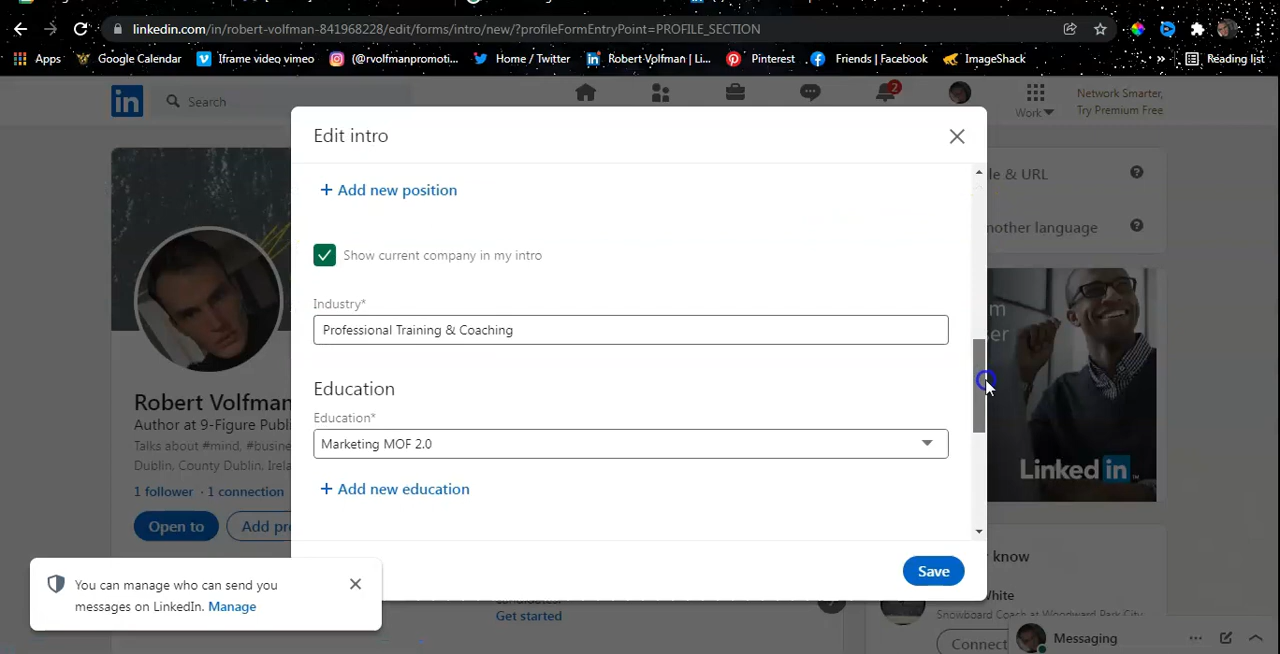 linkedin.com/in/robert-volfman-841968228/edit/forms/intro/new/?profileFormEntryPoint=PROFILE_SECTION
Apps
Google Calendar
Iframe video vimeo
(@rvolfmanpromoti...
Home / Twitter
Robert Volfman | Li...
Pinterest
Friends | Facebook
ImageShack
»
Reading list
in
Search
2
Work
Network Smarter,
Try Premium Free
Edit intro
+ Add new position
Show current company in my intro
Industry*
Professional Training & Coaching
Education
Education*
Marketing MOF 2.0
+ Add new education
Save
le & URL
nother language
Linked in
Robert Volfman
Author at 9-Figure Publi
Talks about #mind, #busine
Dublin, County Dublin, Irela
1 follower · 1 connection
Open to
Add pr
You can manage who can send you
messages on LinkedIn. Manage
Get started
know
White
Snowboard Coach at Woodward Park City
Connect
Messaging